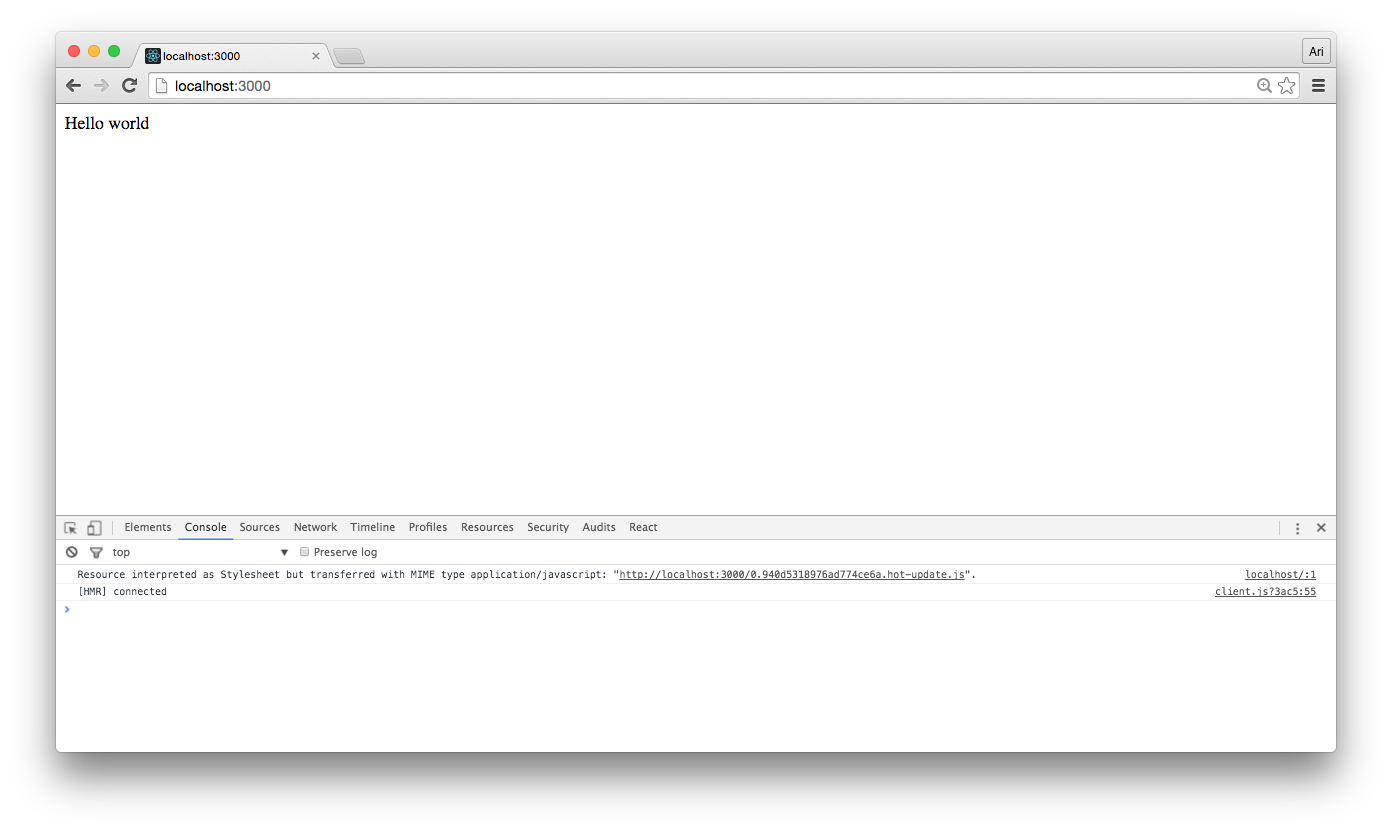 localhost:3000
Ari
localhost:3000
Hello world
Elements Console Sources Network Timeline Profiles Resources Security Audits React
top Preserve log
Resource interpreted as Stylesheet but transferred with MIME type application/javascript: "http://localhost:3000/0.940d5318976ad774ce6a.hot-update.js". localhost/:1
[HMR] connected client.js?3ac5:55